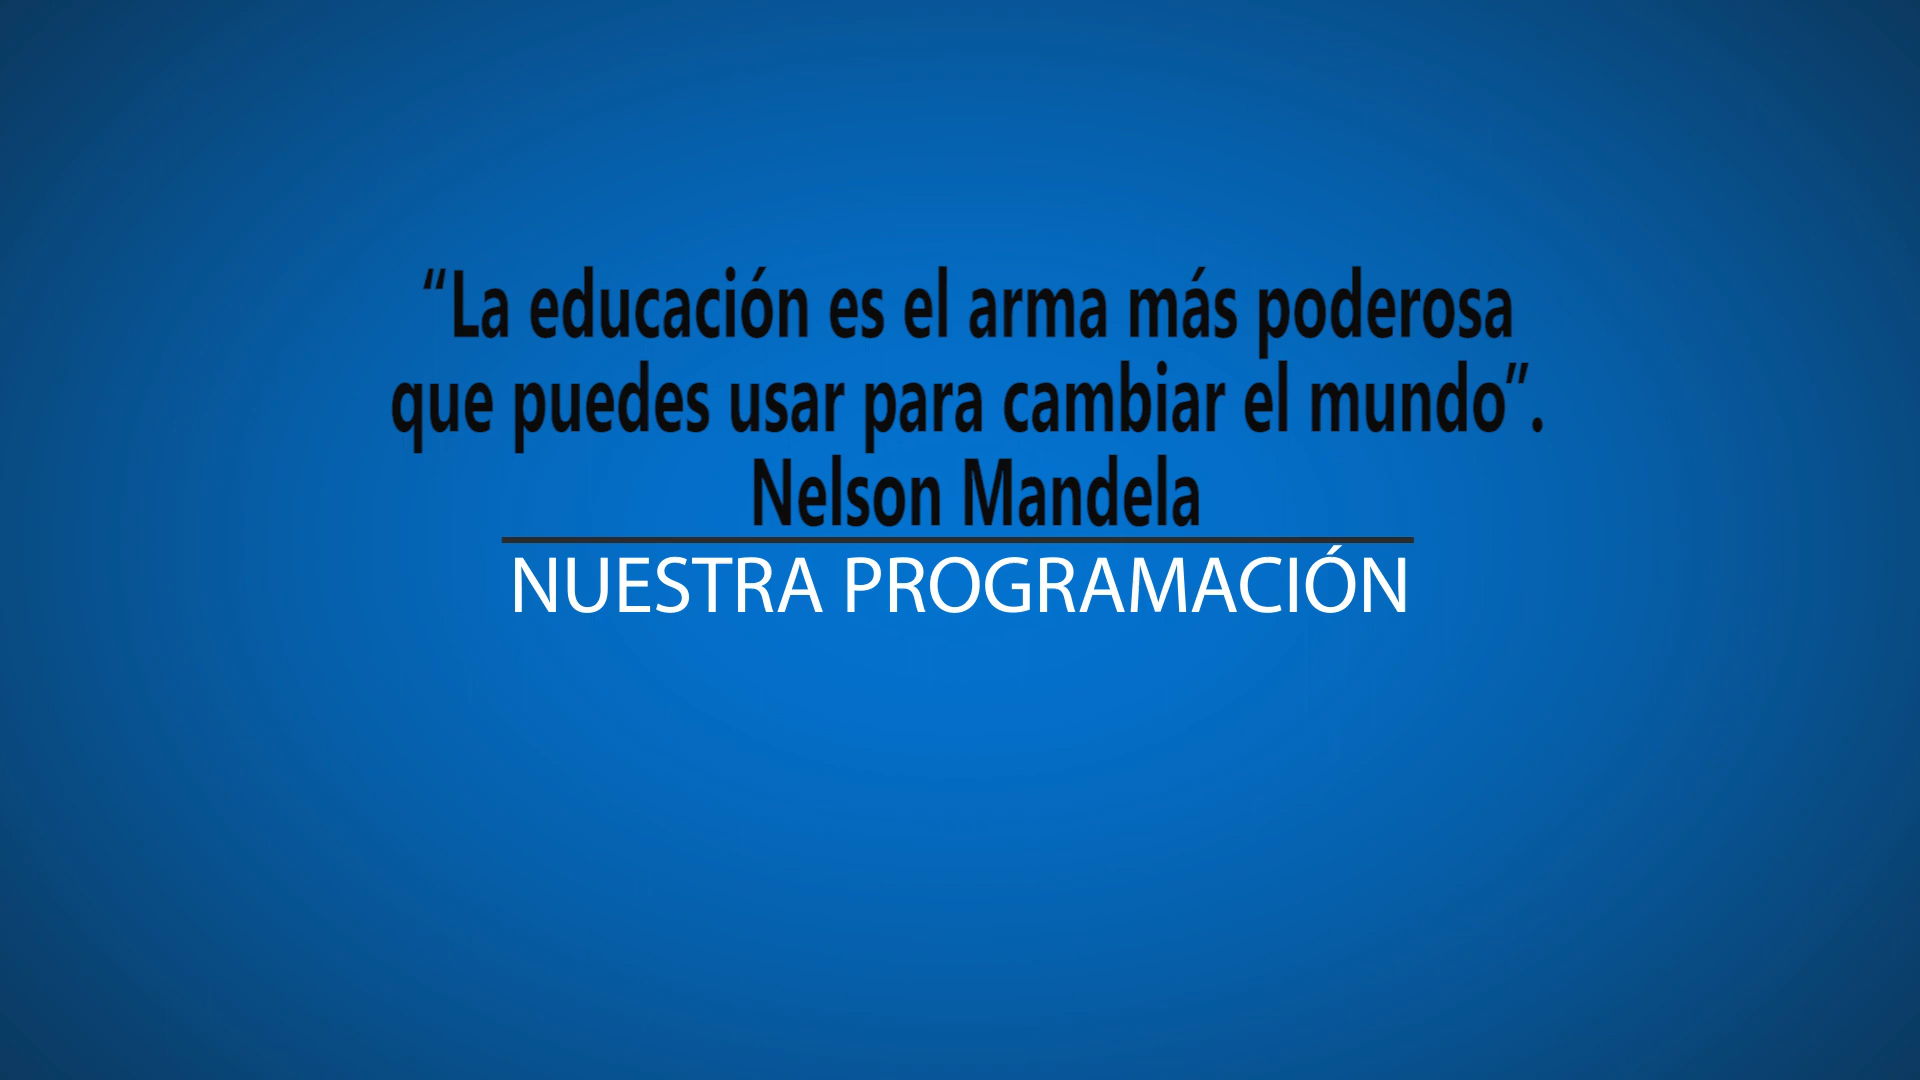 “La educación es el arma más poderosa
que puedes usar para cambiar el mundo”.
Nelson Mandela
NUESTRA PROGRAMACIÓN